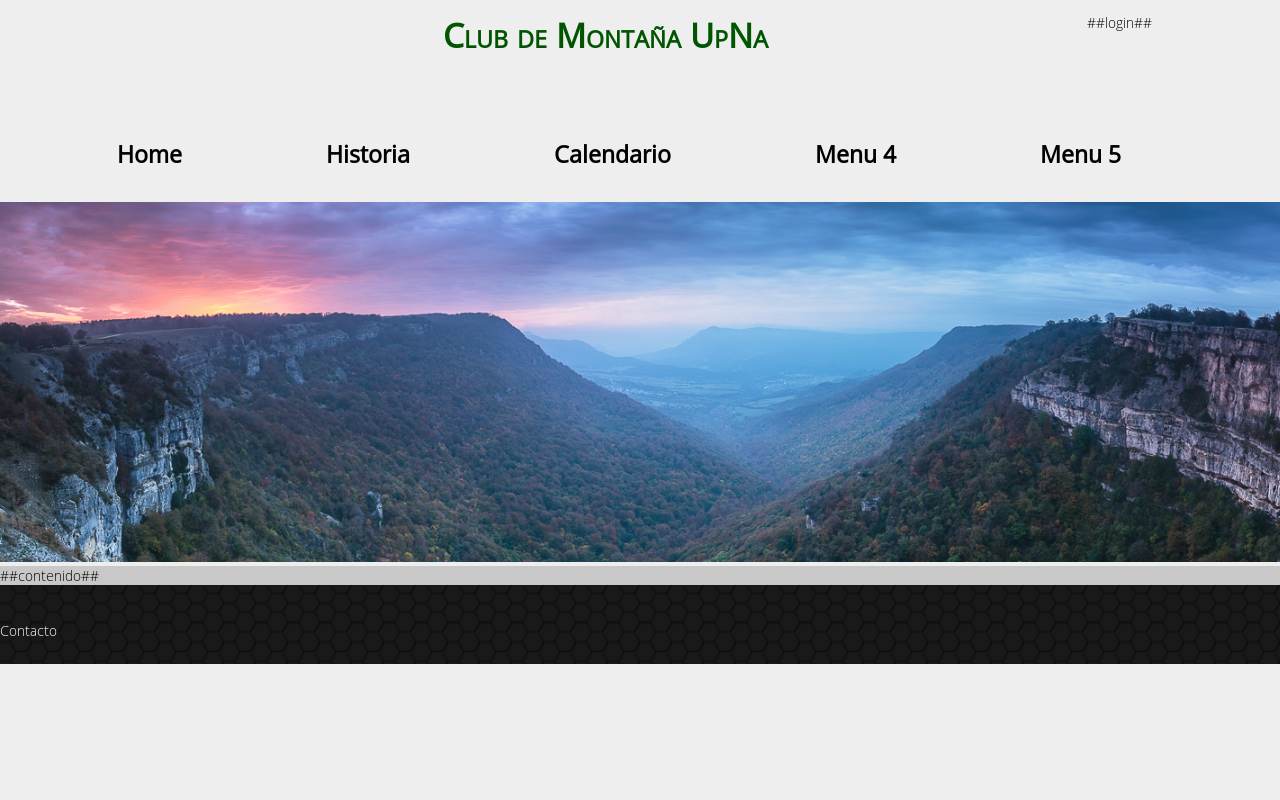 Club de Montaña UpNa
##login##
Home Historia Calendario Menu 4 Menu 5
##contenido##
Contacto